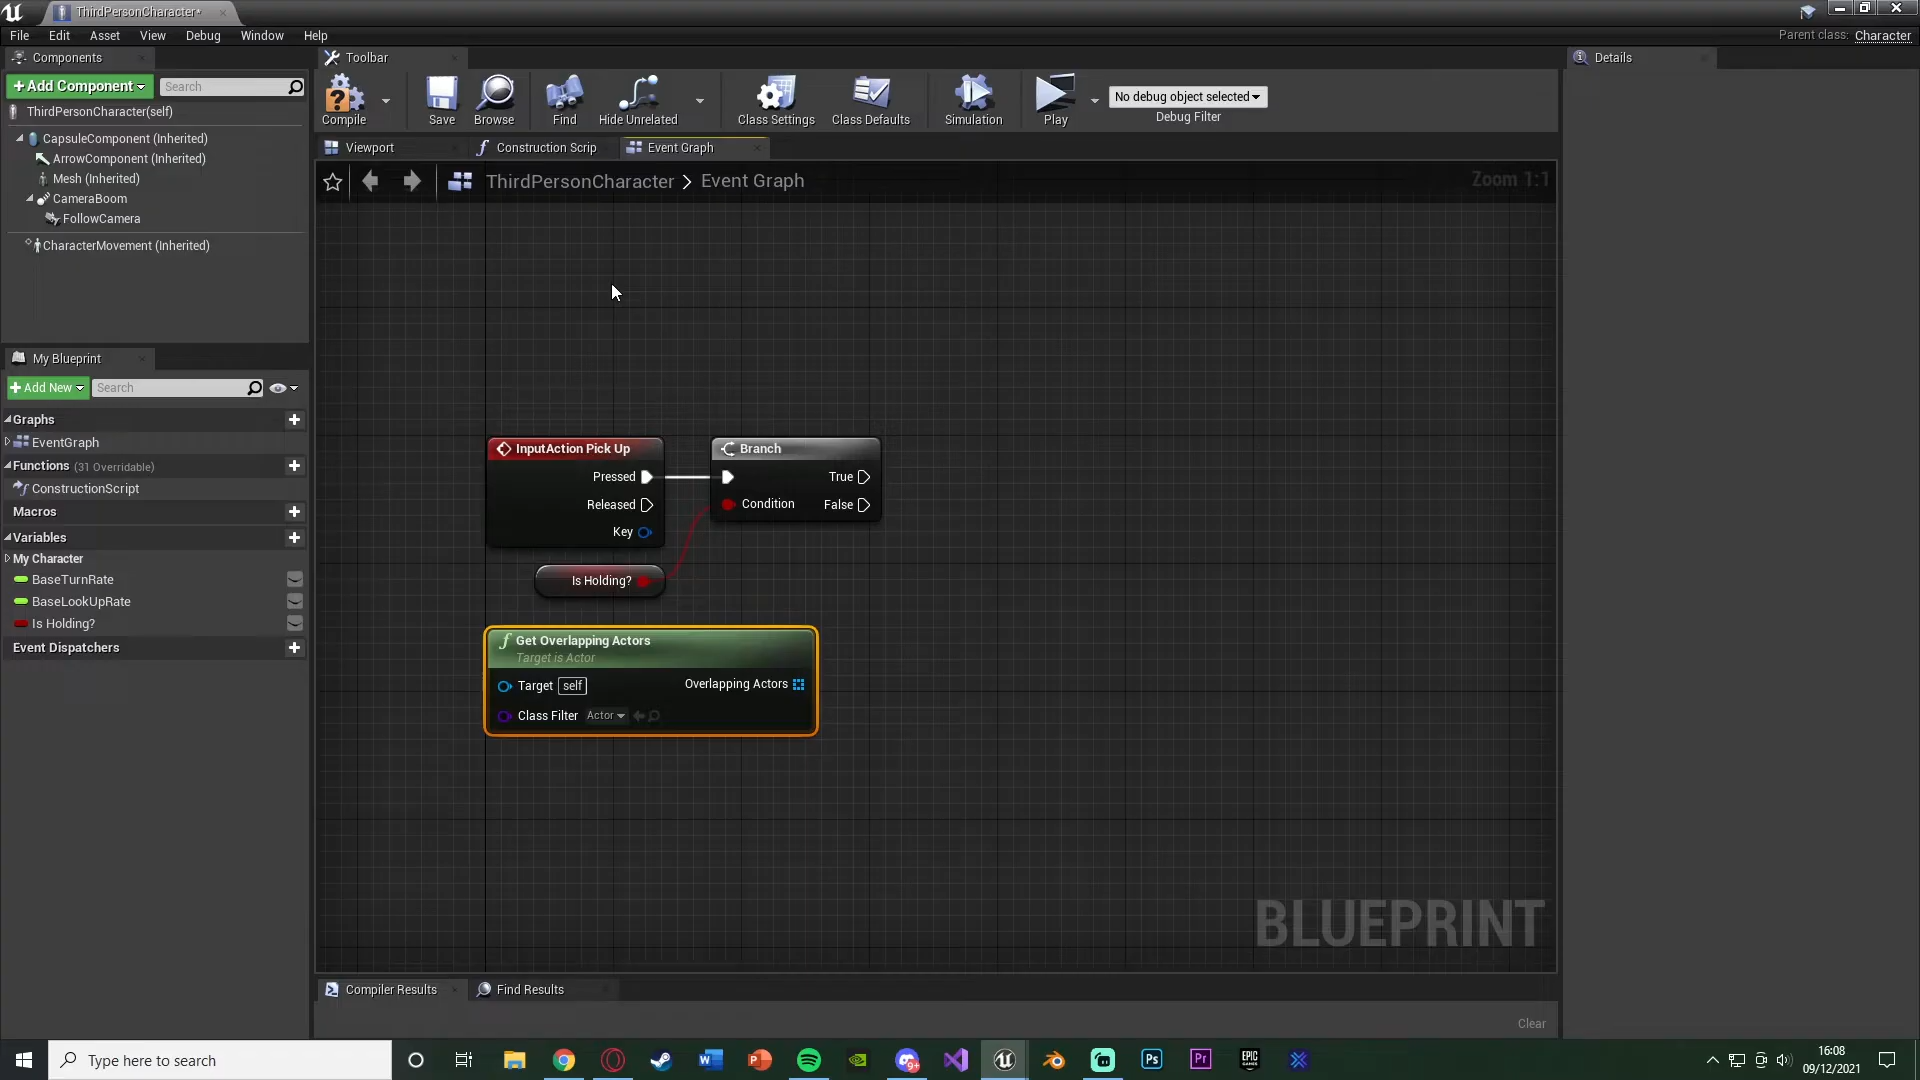 ThirdPersonCharacter*
File Edit Asset View Debug Window Help
Parent class: Character
Components
Toolbar
Details
+Add Component
Search
ThirdPersonCharacter(self)
CapsuleComponent (Inherited)
ArrowComponent (Inherited)
Mesh (Inherited)
CameraBoom
FollowCamera
CharacterMovement (Inherited)
Compile
Save
Browse
Find
Hide Unrelated
Class Settings
Class Defaults
Simulation
Play
No debug object selected
Debug Filter
Viewport
Construction Scrip
Event Graph
ThirdPersonCharacter > Event Graph
Zoom 1:1
My Blueprint
+Add New
Search
Graphs
EventGraph
Functions (31 Overridable)
ConstructionScript
Macros
Variables
My Character
BaseTurnRate
BaseLookUpRate
Is Holding?
Event Dispatchers
InputAction Pick Up
Pressed
Released
Key
Branch
True
Condition
False
Is Holding?
Get Overlapping Actors
Target is Actor
Target self
Overlapping Actors
Class Filter Actor
BLUEPRINT
Compiler Results
Find Results
Clear
Type here to search
9+
Ps
Pr
EPIC GAMES
16:08
09/12/2021